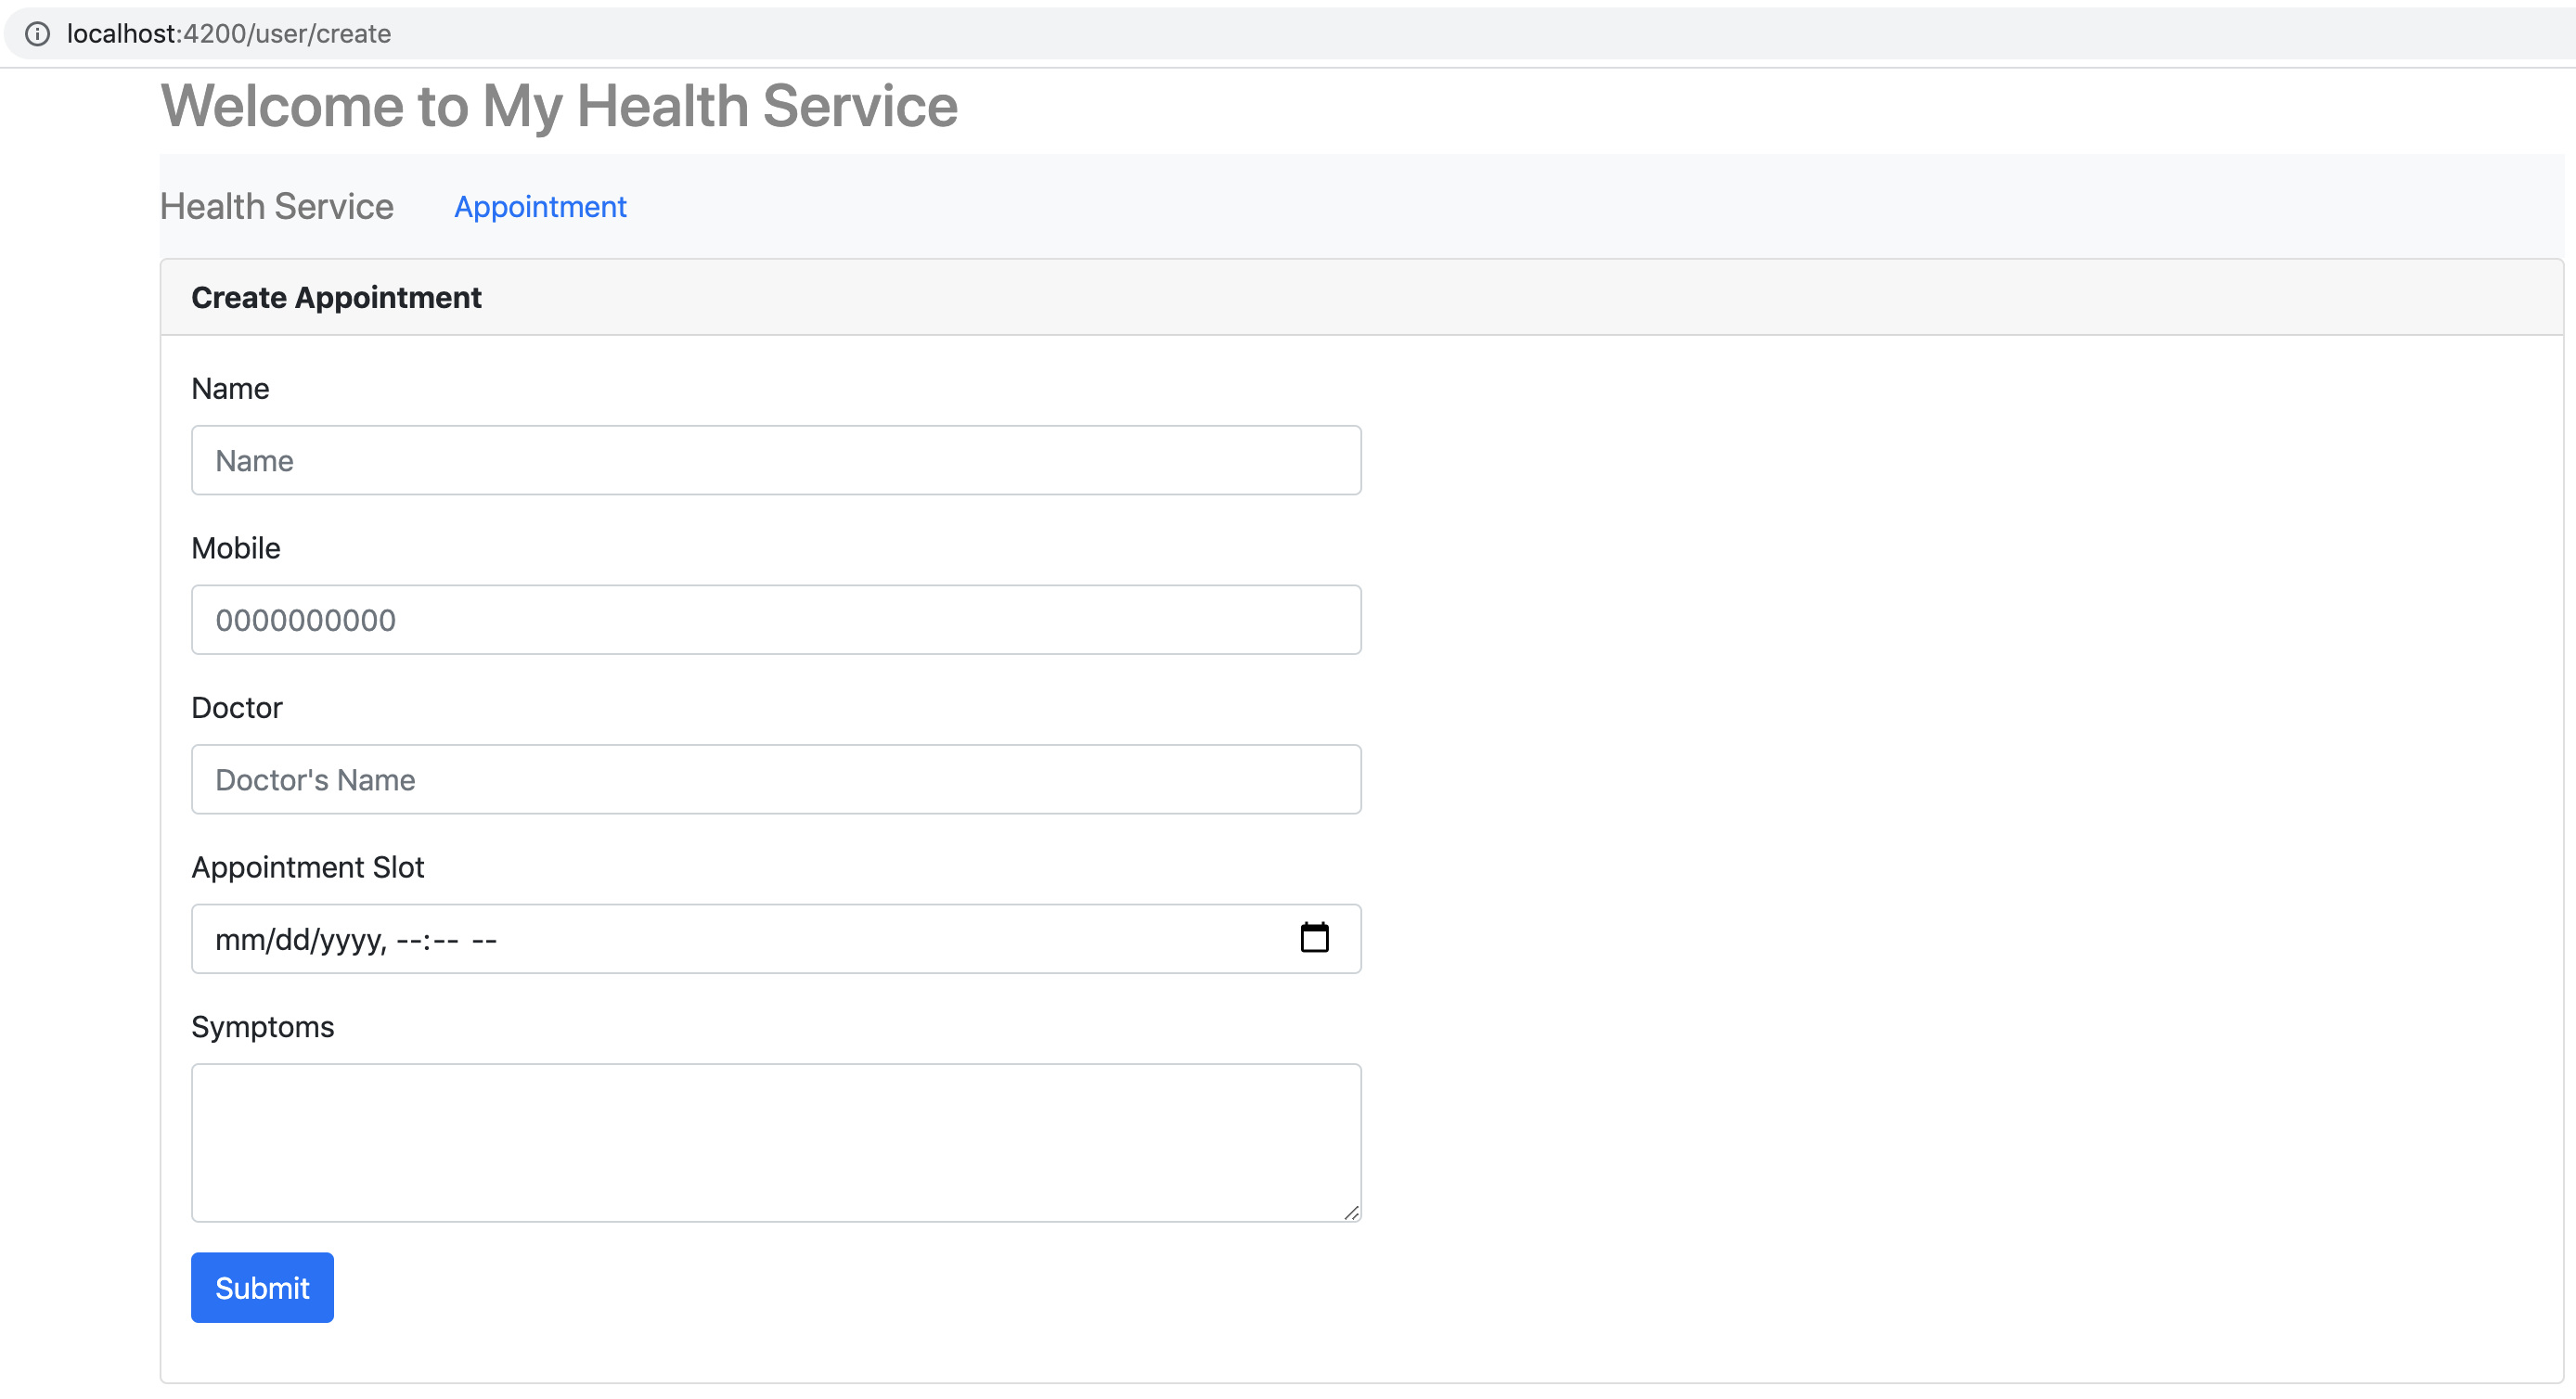 localhost:4200/user/create
Welcome to My Health Service
Health Service Appointment
Create Appointment
Name
Name
Mobile
0000000000
Doctor
Doctor's Name
Appointment Slot
mm/dd/yyyy, --:-- --
Symptoms
Submit